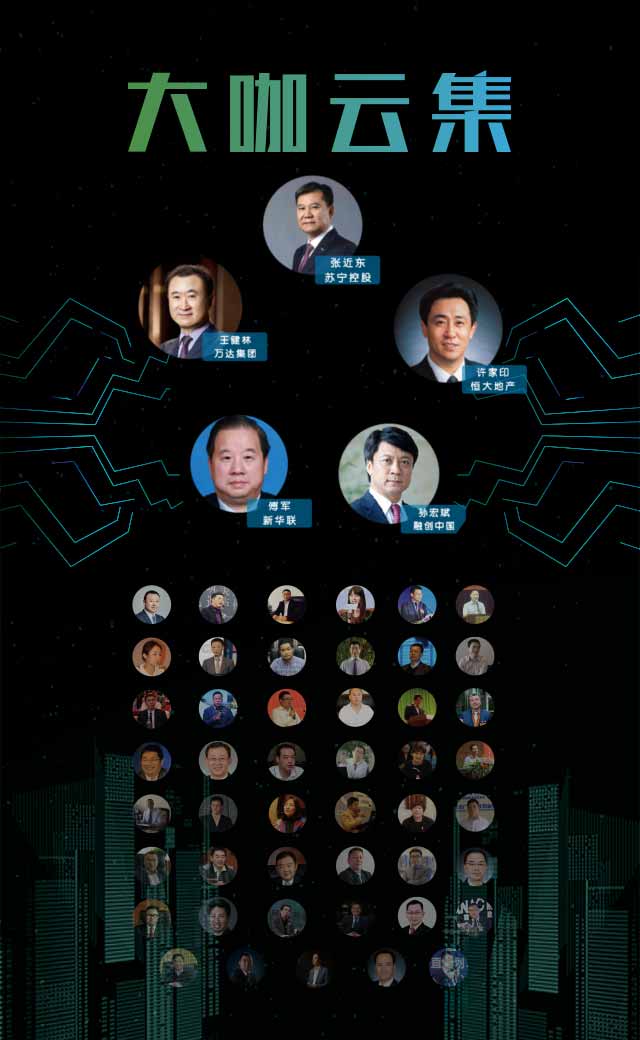 大咖云集
张近东
苏宁控股
王健林
万达集团
许家印
恒大地产
傅军
新华联
孙宏斌
融创中国